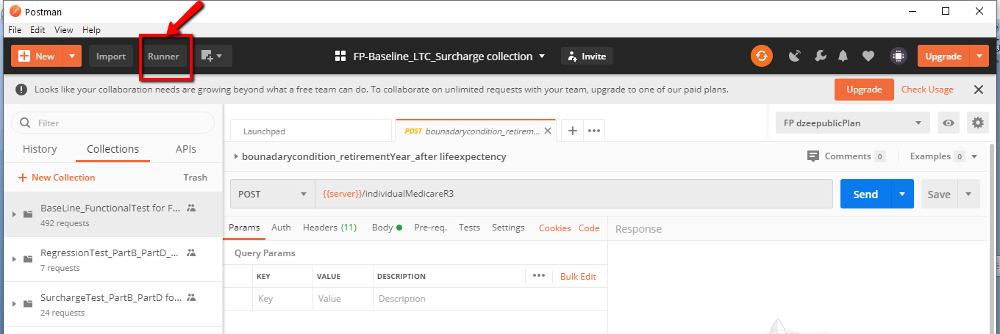 Postman
File Edit View Help
New Import Runner FP-Baseline_LTC_Surcharge collection Invite Upgrade
Looks like your collaboration needs are growing beyond what a free team can do. To collaborate on unlimited requests with your team, upgrade to one of our paid plans. Upgrade Check Usage
Filter
History Collections APIs
New Collection Trash
BaseLine_FunctionalTest for F...
492 requests
RegressionTest_PartB_PartD_...
7 requests
SurchargeTest_PartB_PartD fo...
24 requests
Launchpad POST bounadarycondition_retirem... FP dzeepublicPlan
bounadarycondition_retirementYear_after lifeexpectency Comments 0 Examples 0
POST {{server}}/individualMedicareR3 Send Save
Params Auth Headers (11) Body Pre-req. Tests Settings Cookies Code Response
Query Params
KEY VALUE DESCRIPTION Bulk Edit
Key Value Description